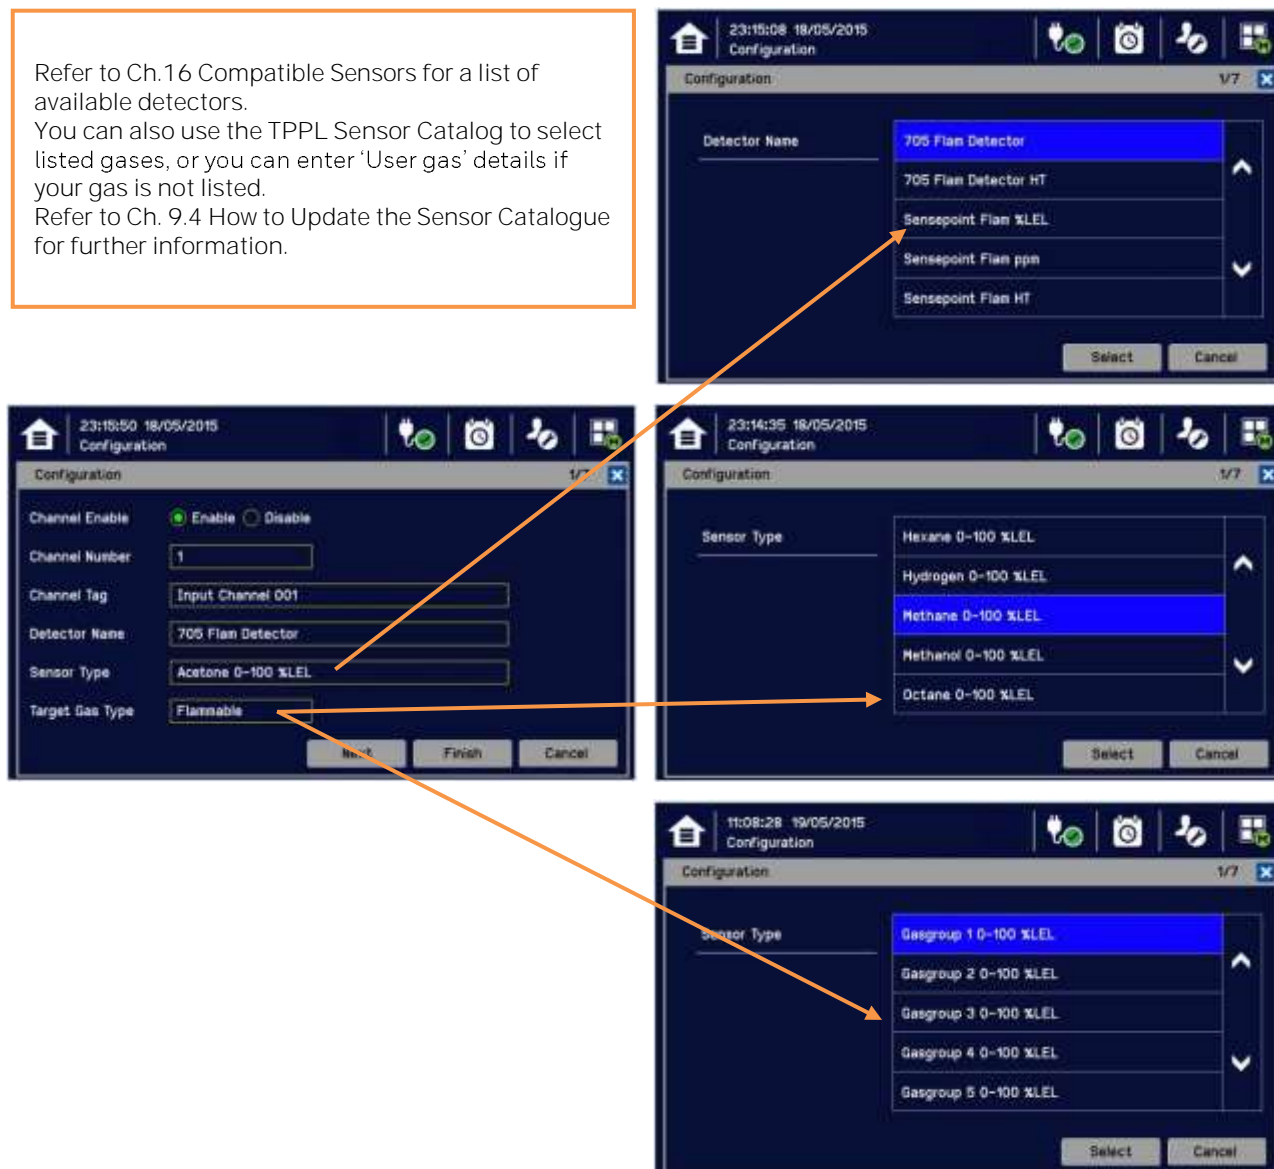 Refer to Ch.16 Compatible Sensors for a list of
available detectors.
You can also use the TPPL Sensor Catalog to select
listed gases, or you can enter ‘User gas’ details if
your gas is not listed.
Refer to Ch. 9.4 How to Update the Sensor Catalogue
for further information.
23:15:08 18/05/2015
Configuration
Configuration 1/7
Detector Name
705 Flam Detector
705 Flam Detector HT
Sensepoint Flam %LEL
Sensepoint Flam ppm
Sensepoint Flam HT
Select Cancel
23:15:50 18/05/2015
Configuration
Configuration 1/7
Channel Enable Enable Disable
Channel Number 1
Channel Tag Input Channel 001
Detector Name 705 Flam Detector
Sensor Type Acetone 0-100 %LEL
Target Gas Type Flammable
Next Finish Cancel
23:14:35 18/05/2015
Configuration
Configuration 1/7
Sensor Type
Hexane 0-100 %LEL
Hydrogen 0-100 %LEL
Methane 0-100 %LEL
Methanol 0-100 %LEL
Octane 0-100 %LEL
Select Cancel
11:08:28 19/05/2015
Configuration
Configuration 1/7
Sensor Type
Gasgroup 1 0-100 %LEL
Gasgroup 2 0-100 %LEL
Gasgroup 3 0-100 %LEL
Gasgroup 4 0-100 %LEL
Gasgroup 5 0-100 %LEL
Select Cancel